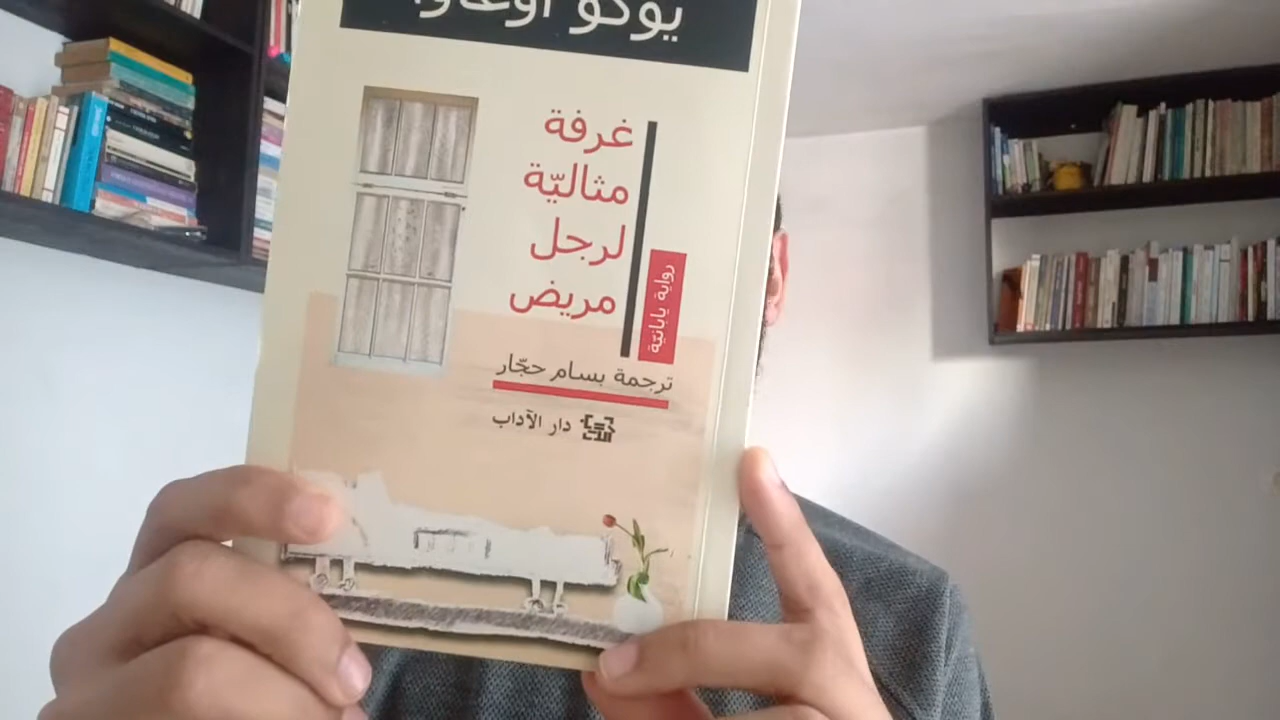 يوكو أوغاوا
غرفة
مثاليّة
لرجل
مريض
رواية يابانيّة
ترجمة بسام حجّار
دار الآداب